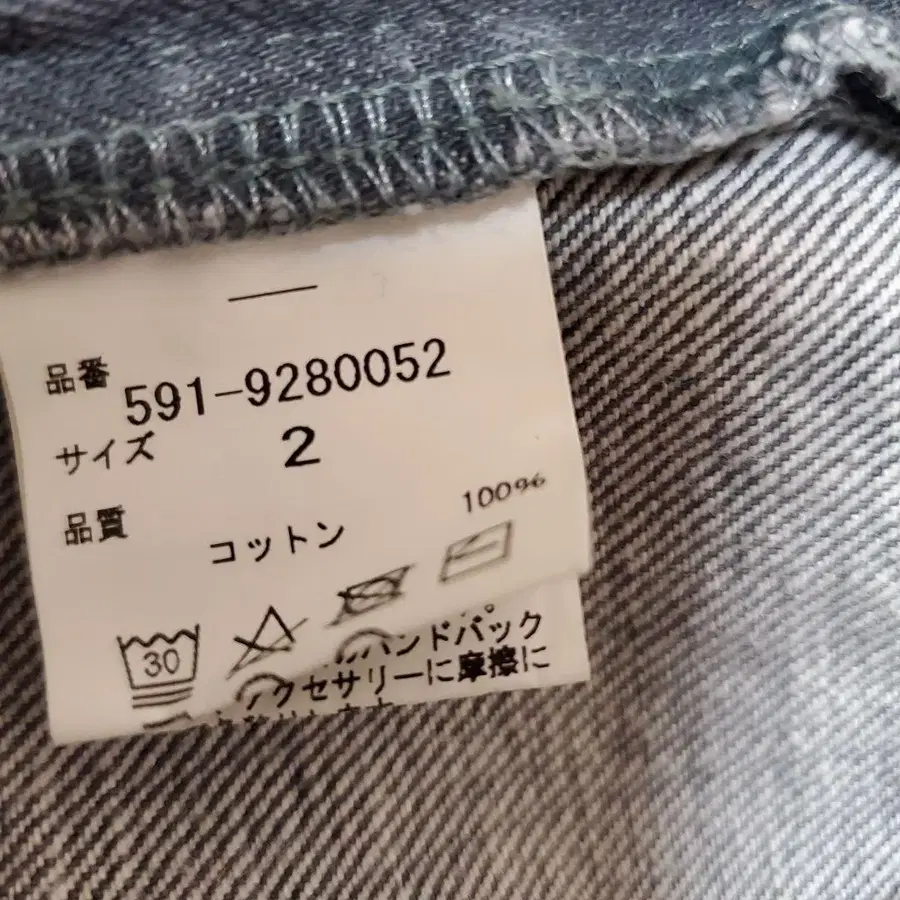 品番 591-9280052
サイズ 2
品質
コットン 100%
30
ハンドバック
アクセサリーに摩擦に